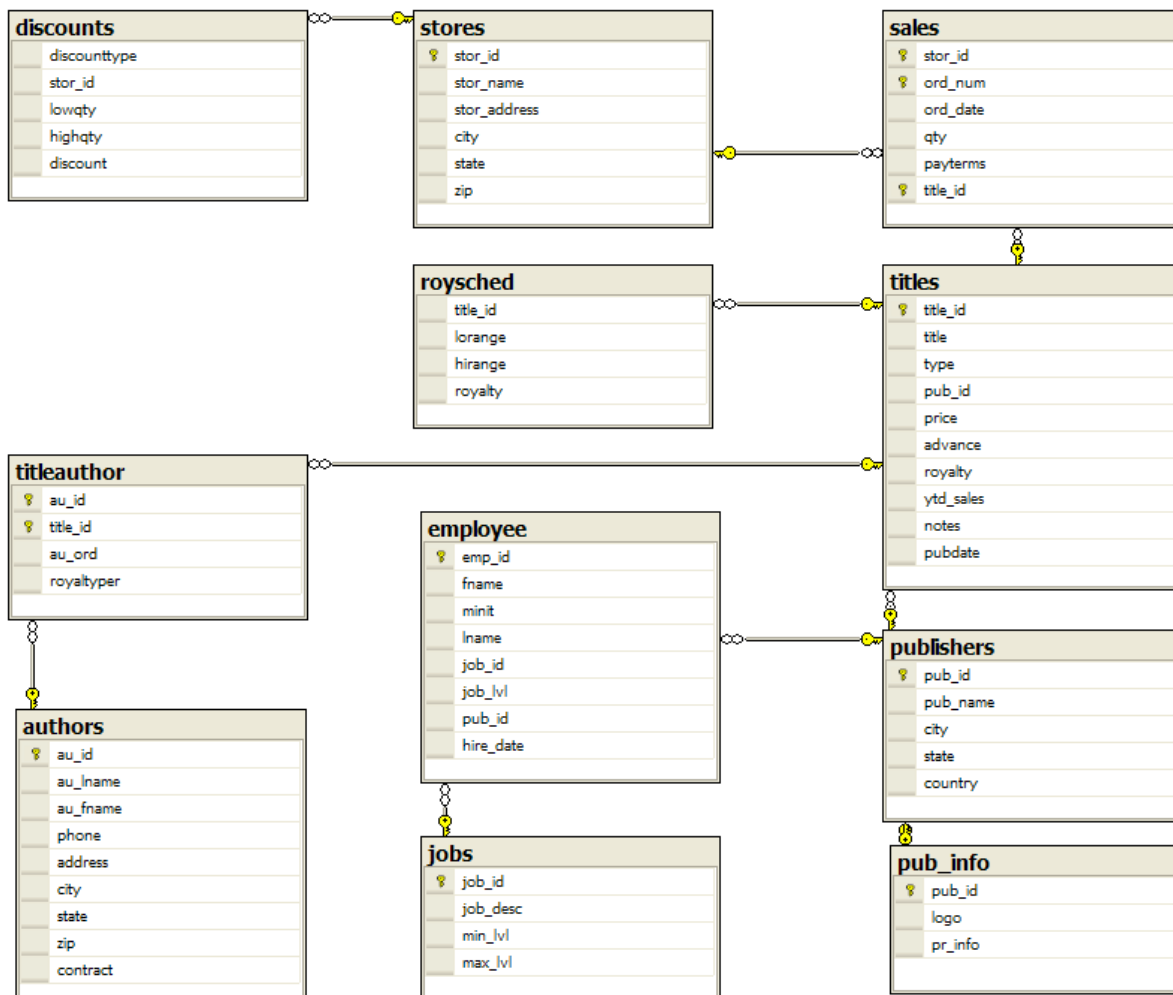 discounts
discounttype
stor_id
lowqty
highqty
discount
stores
stor_id
stor_name
stor_address
city
state
zip
sales
stor_id
ord_num
ord_date
qty
payterms
title_id
roysched
title_id
lorange
hirange
royalty
titles
title_id
title
type
pub_id
price
advance
royalty
ytd_sales
notes
pubdate
titleauthor
au_id
title_id
au_ord
royaltyper
employee
emp_id
fname
minit
lname
job_id
job_lvl
pub_id
hire_date
publishers
pub_id
pub_name
city
state
country
authors
au_id
au_lname
au_fname
phone
address
city
state
zip
contract
jobs
job_id
job_desc
min_lvl
max_lvl
pub_info
pub_id
logo
pr_info